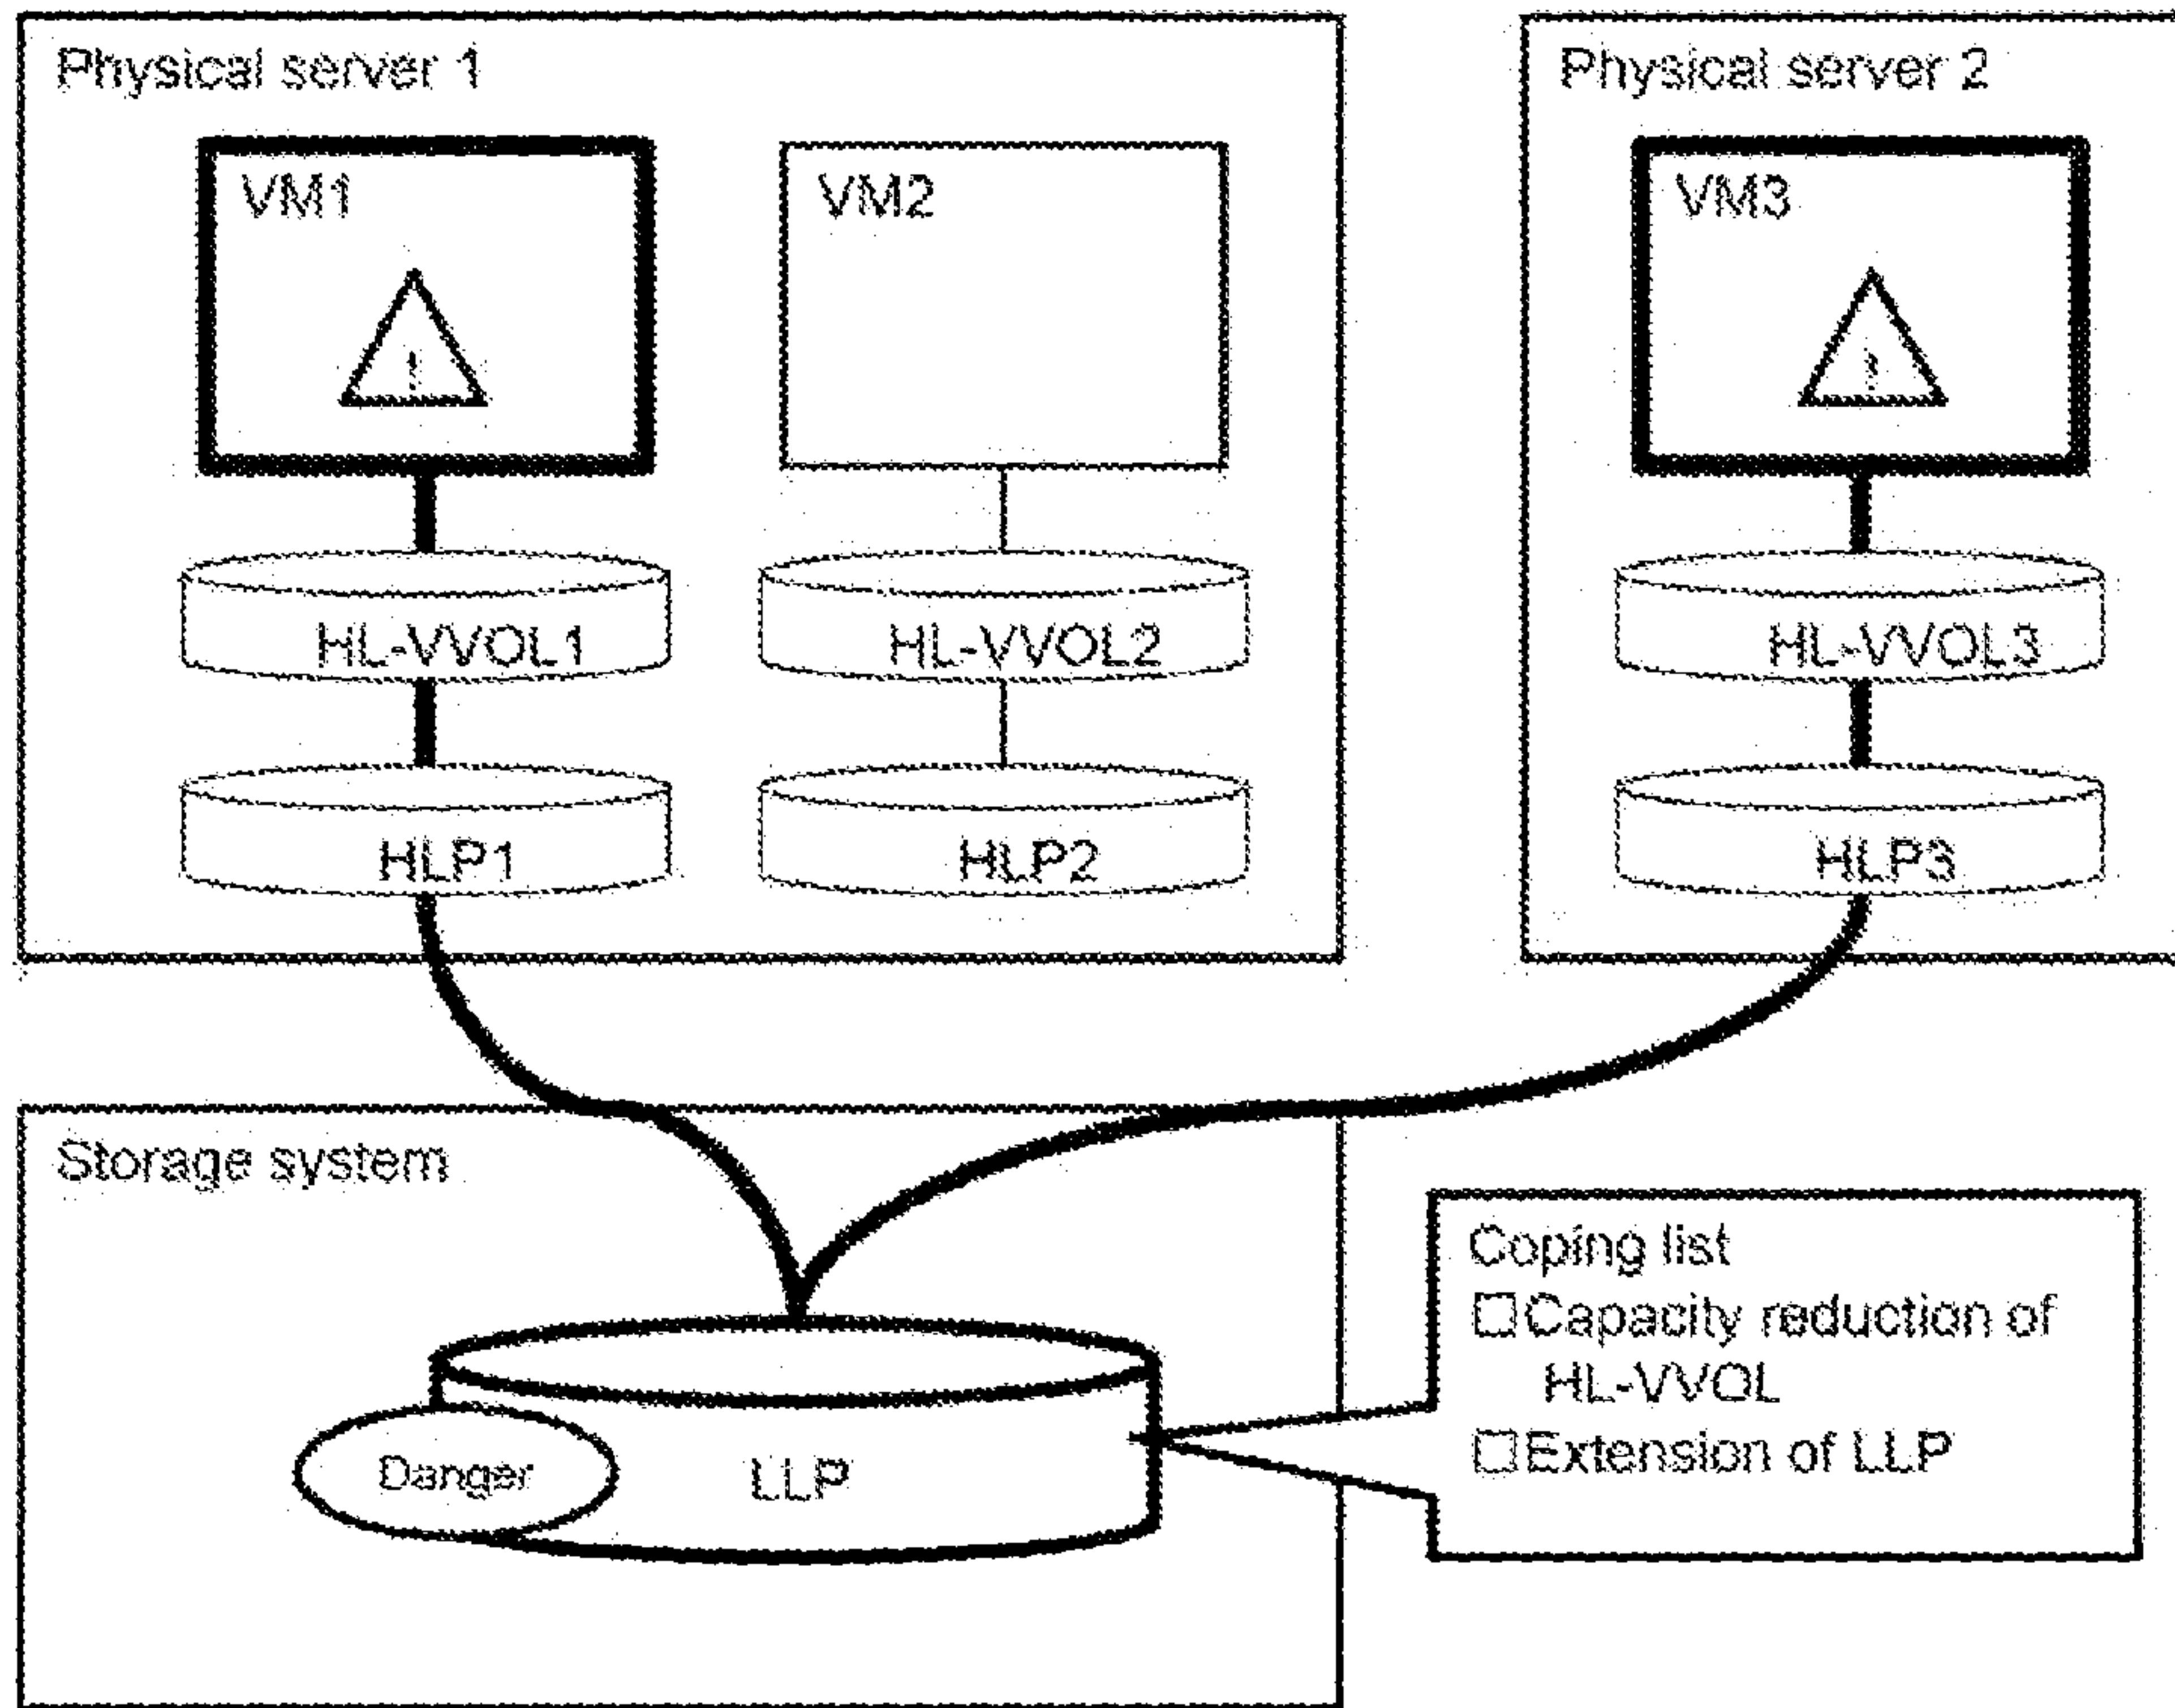 Physical server 1
VM1
!
VM2
HL-VVOL1
HL-VVOL2
HLP1
HLP2
Physical server 2
VM3
!
HL-VVOL3
HLP3
Storage system
Danger
LLP
Coping list
☐Capacity reduction of
HL-VVOL
☐Extension of LLP